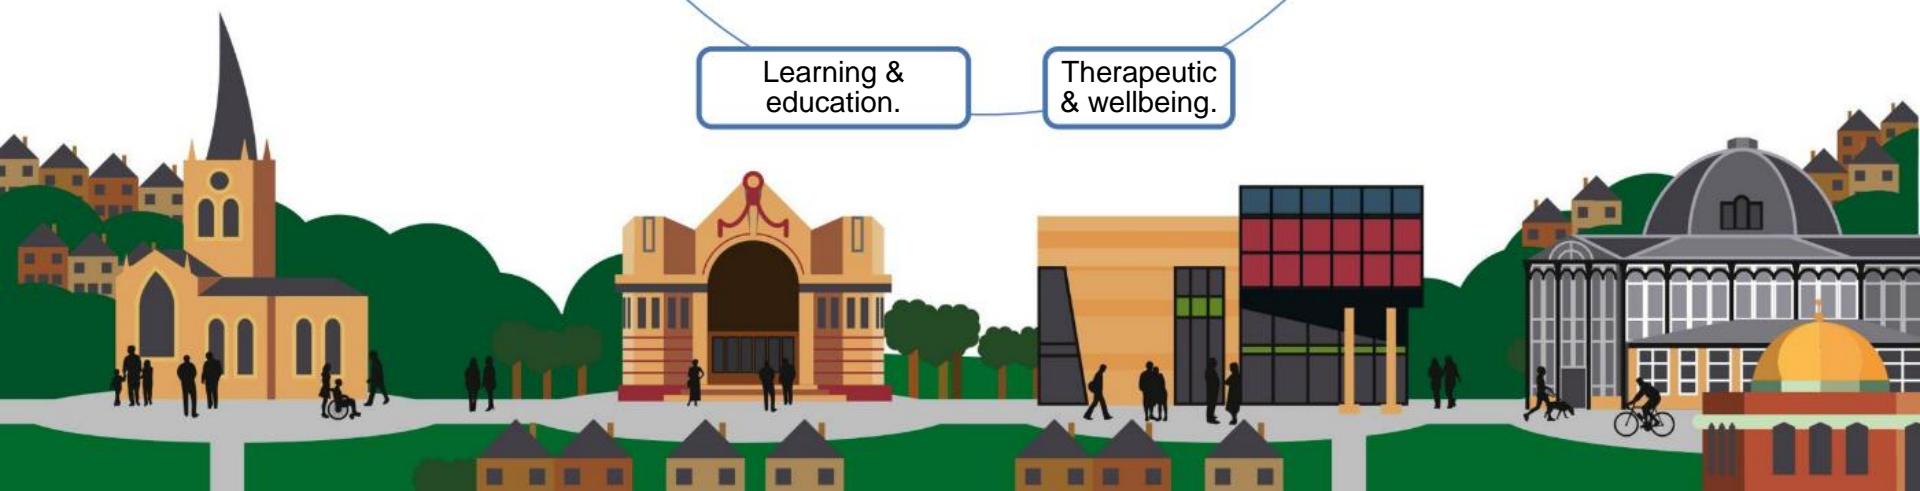 Learning &
education.
Therapeutic
& wellbeing.